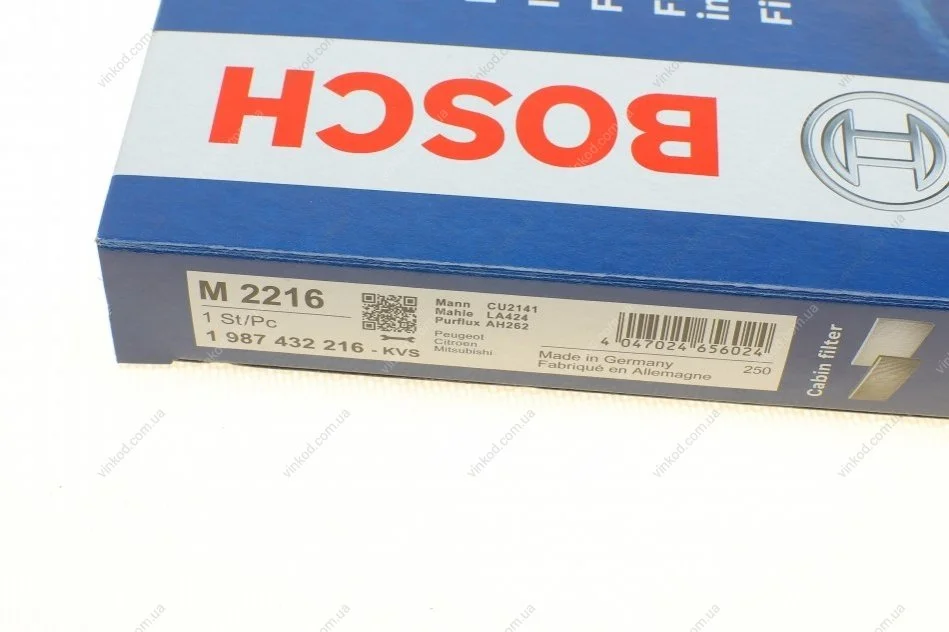 BOSCH
M 2216
1 St/Pc
1 987 432 216 - KVS
Mann CU2141
Mahle LA424
Purflux AH262
Peugeot
Citroen
Mitsubishi
4 047024 656024
Made in Germany
Fabriqué en Allemagne
250
Cabin filter
vinkod.com.ua